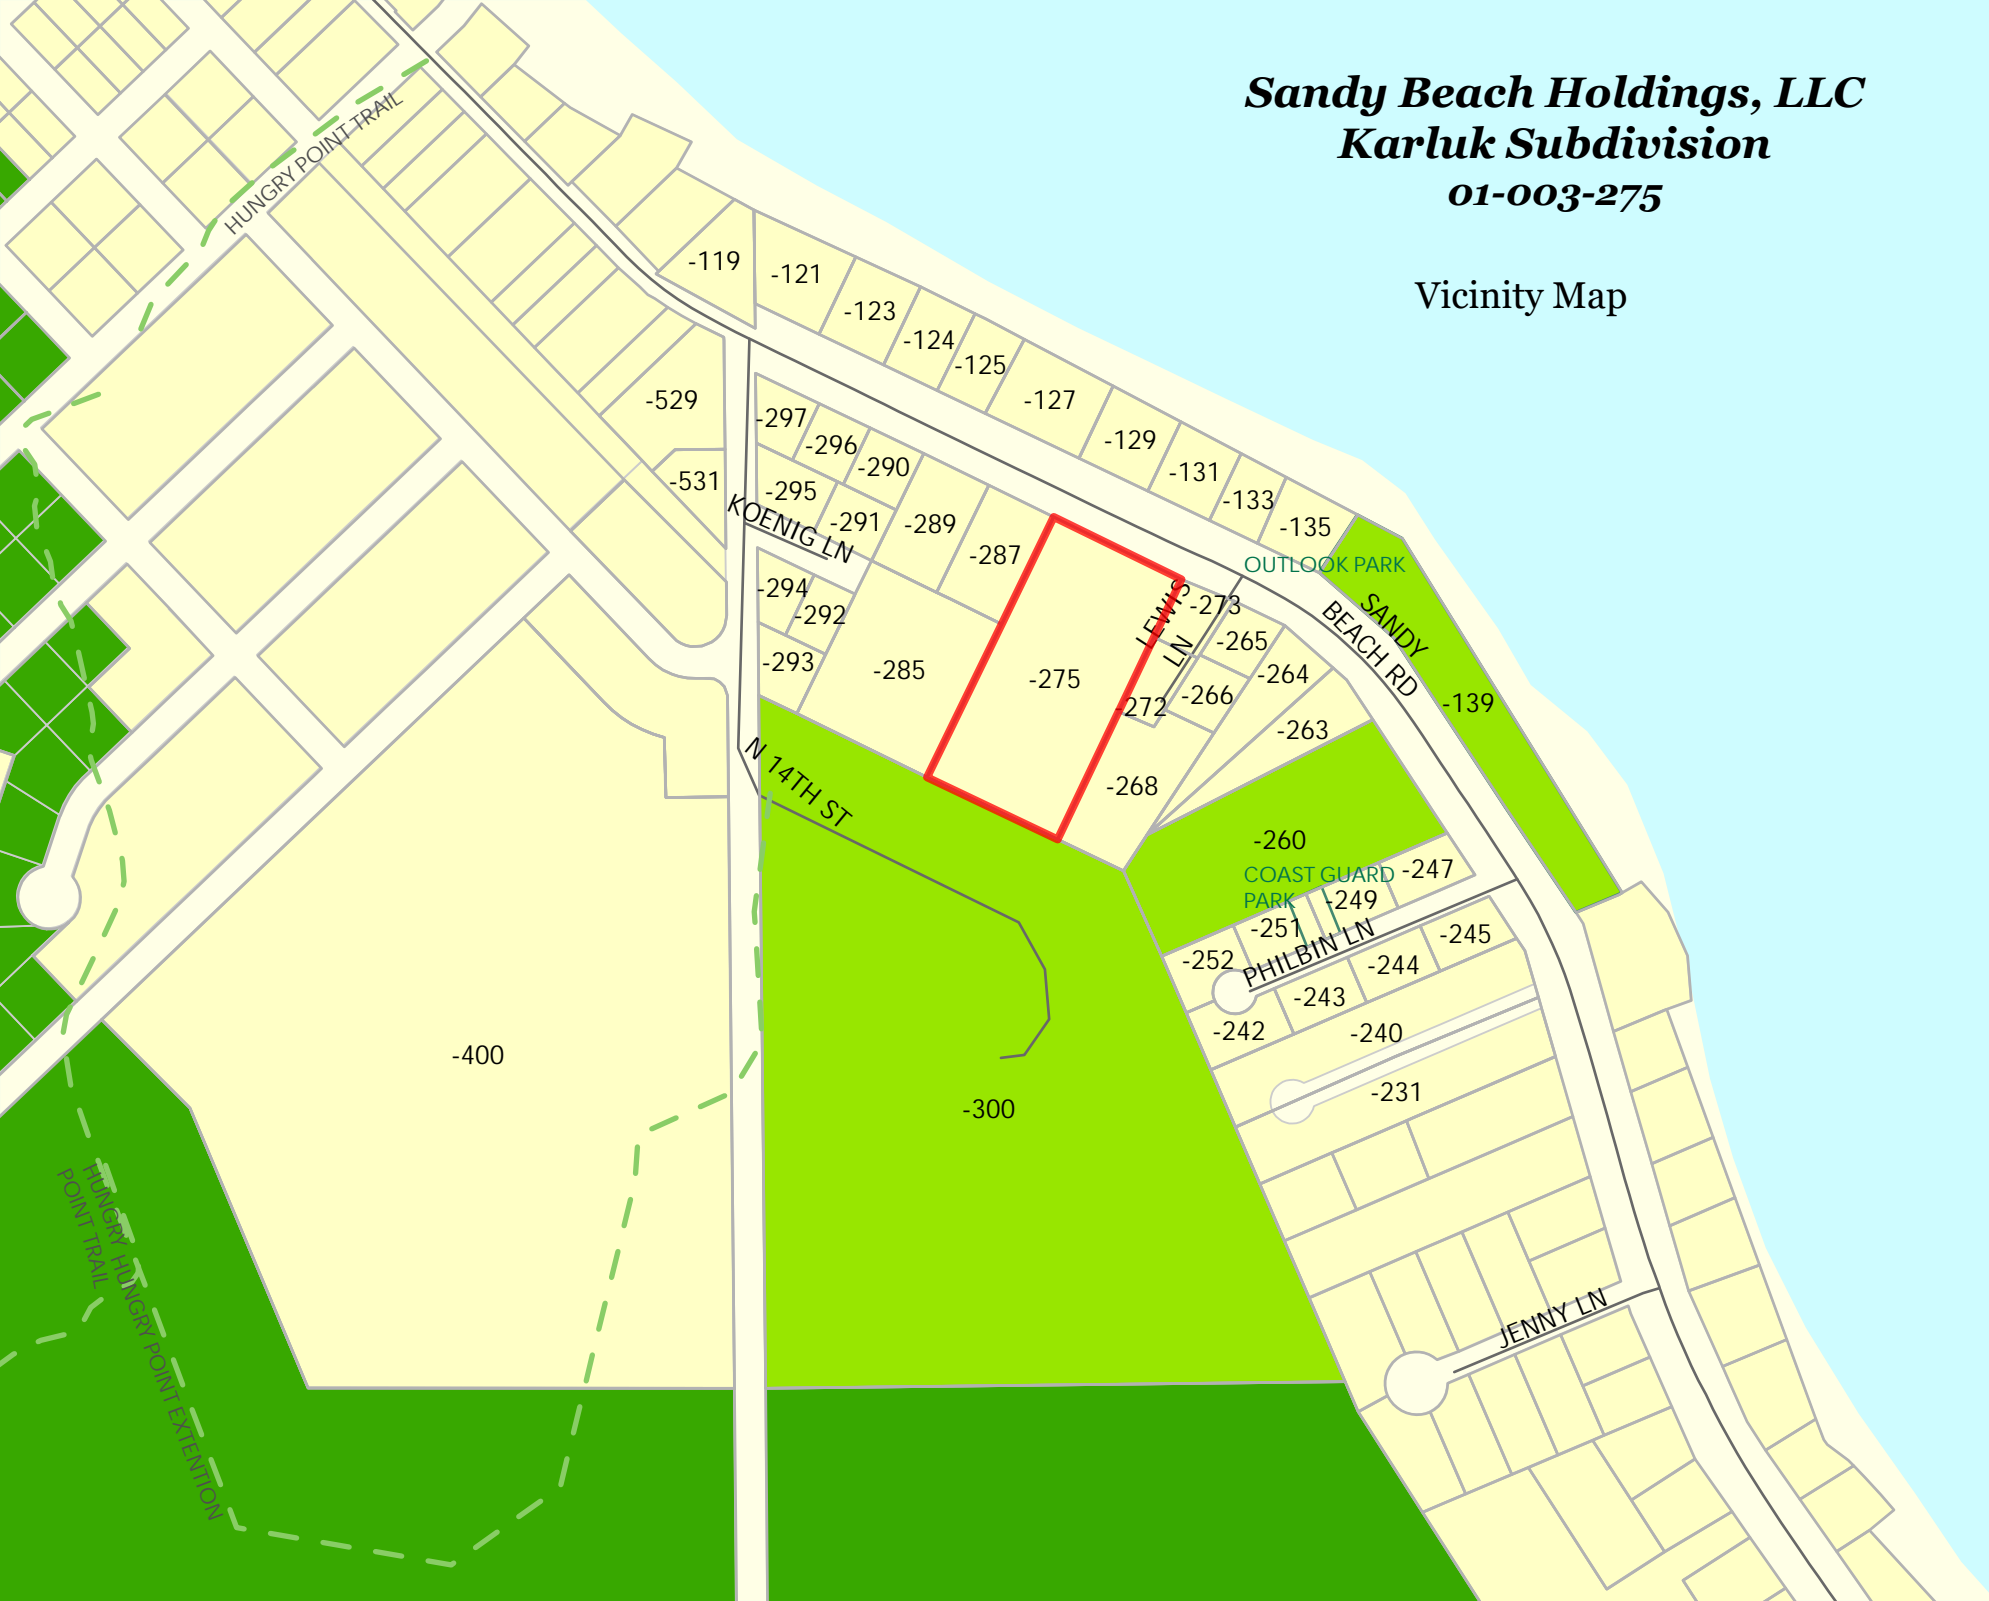 Sandy Beach Holdings, LLC
Karluk Subdivision
01-003-275
Vicinity Map
HUNGRY POINT TRAIL
-119
-121
-123
-124
-125
-127
-129
-131
-133
-135
-529
-531
-297
-296
-290
-295
-291
-289
-287
KOENIG LN
-294
-292
-293
-285
-275
LEWIS
LN
-273
-265
-264
-266
-272
-263
-268
OUTLOOK PARK
SANDY
BEACH RD
-139
N 14TH ST
-260
COAST GUARD
PARK
-247
-249
-251
-252
PHILBIN LN
-245
-244
-243
-242
-240
-231
-400
-300
JENNY LN
HUNGRY
POINT TRAIL
HUNGRY POINT EXTENTION